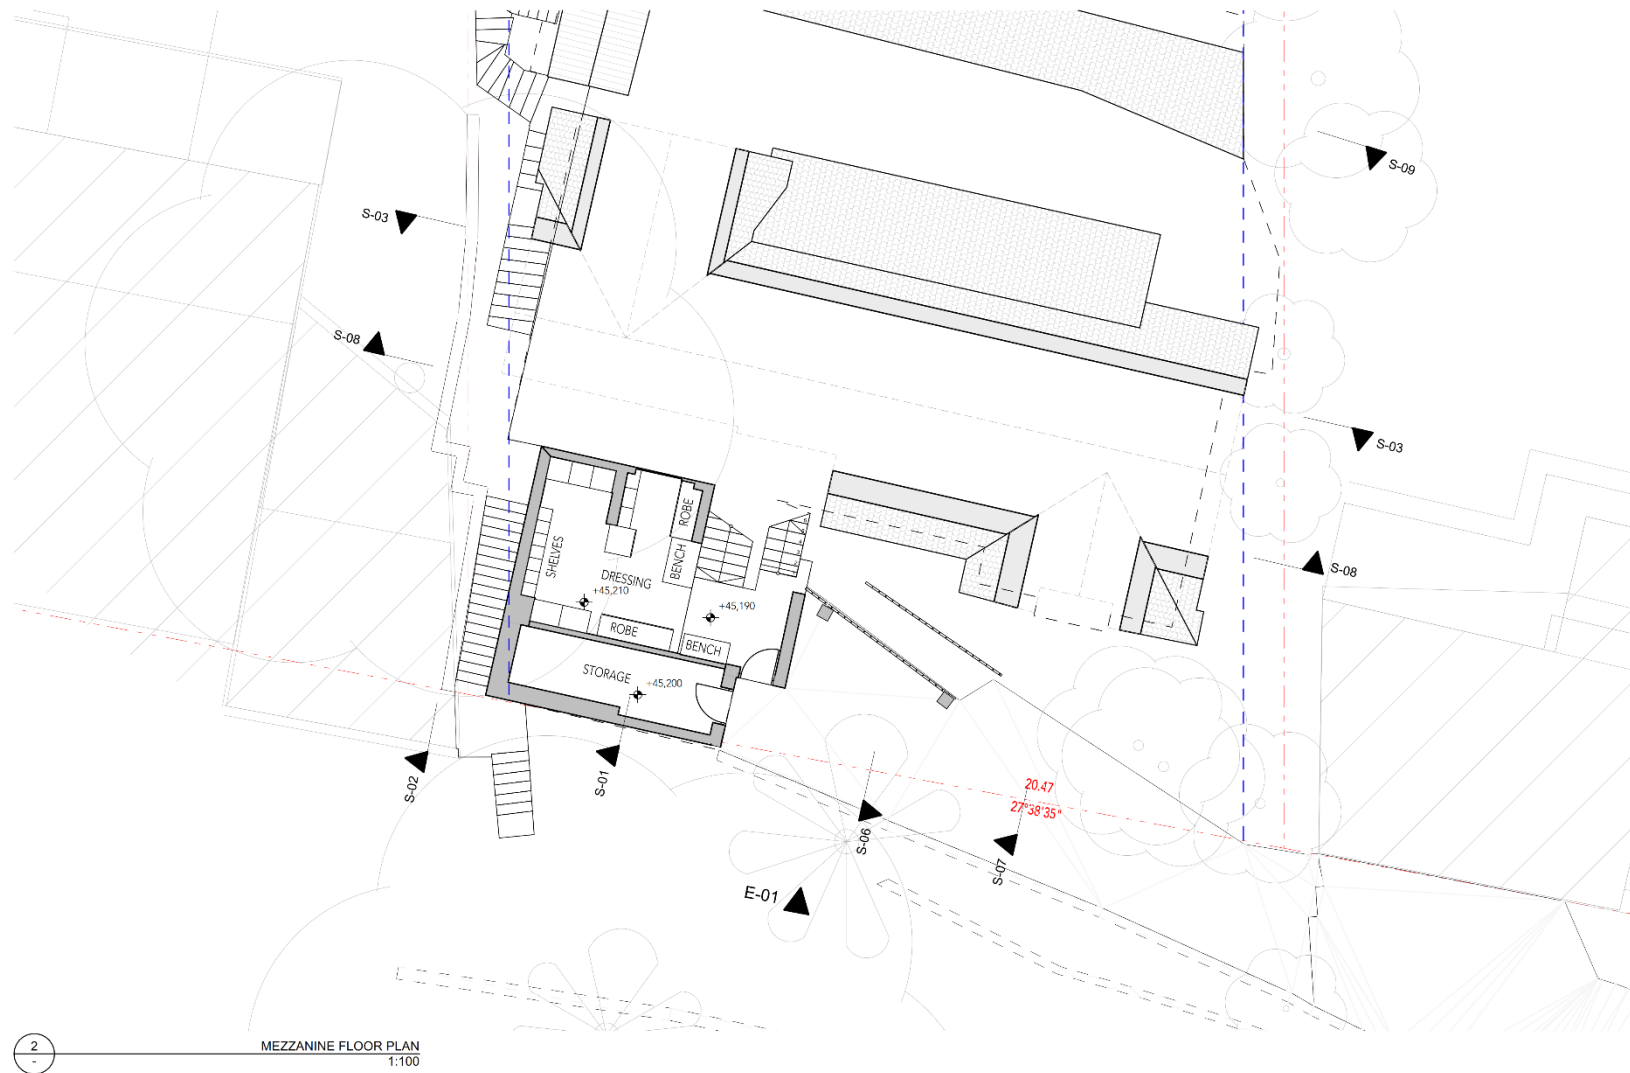 S-09
S-03
S-08
S-03
ROBE
SHELVES
BENCH
DRESSING
+45,210
+45,190
S-08
ROBE
BENCH
STORAGE
+45,200
S-02
S-01
20.47
27°38'35"
S-06
S-07
E-01
2
-
MEZZANINE FLOOR PLAN
1:100